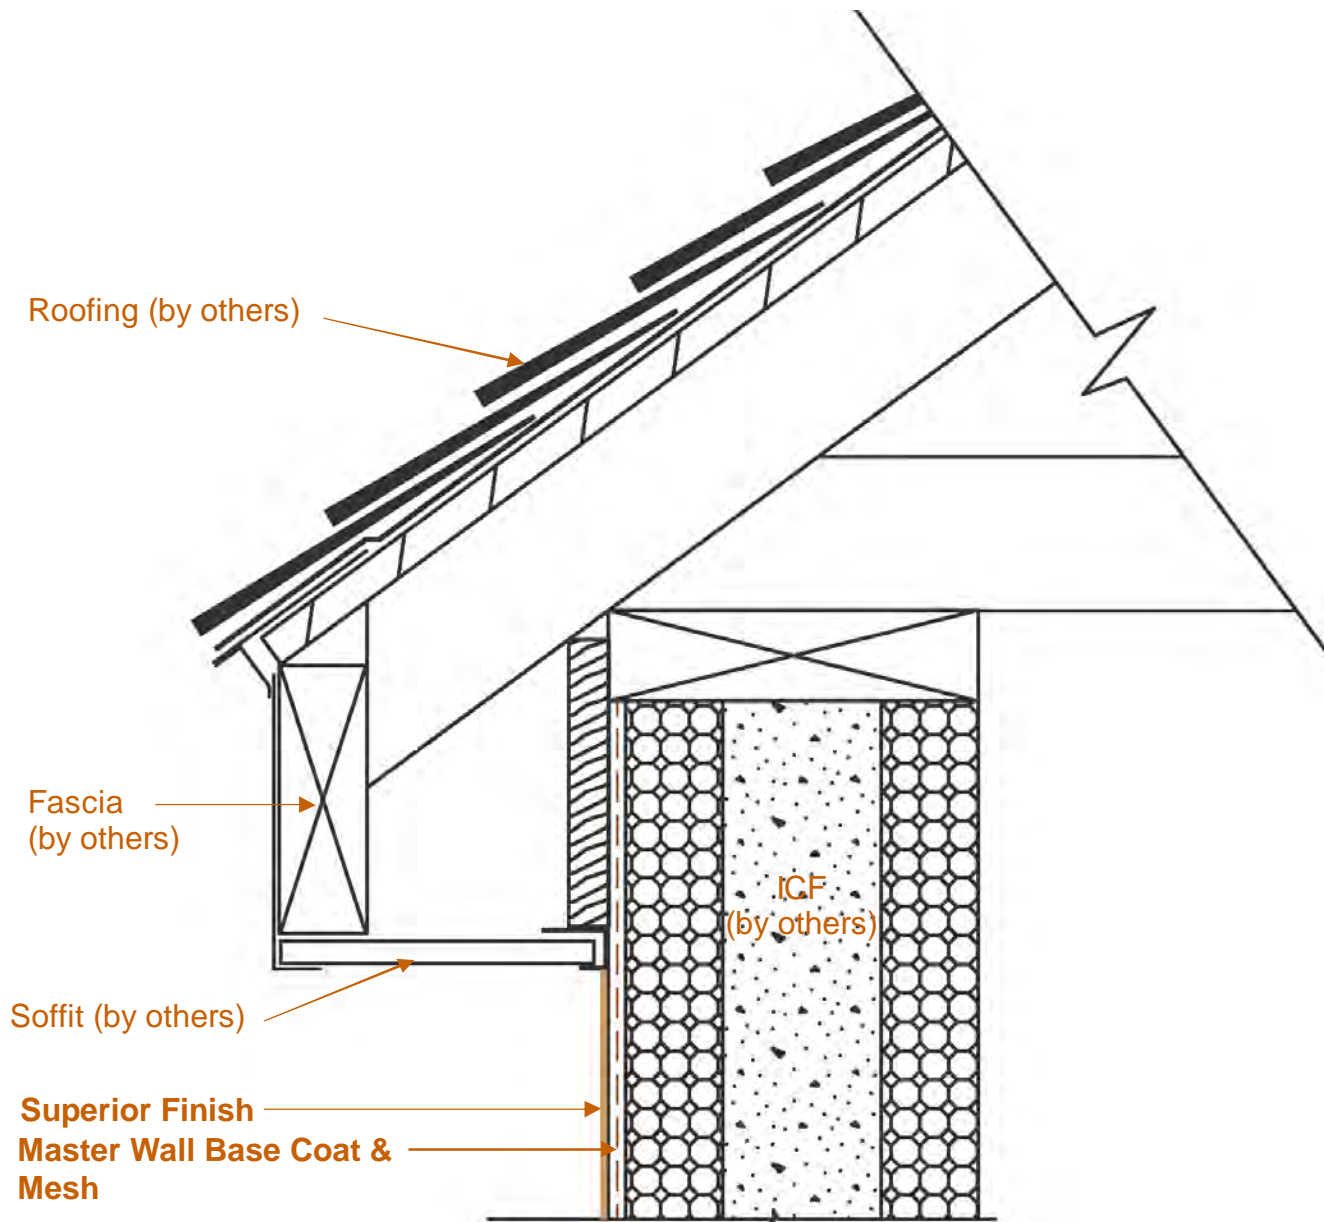 Roofing (by others)
Fascia
(by others)
ICF
(by others)
Soffit (by others)
Superior Finish
Master Wall Base Coat &
Mesh